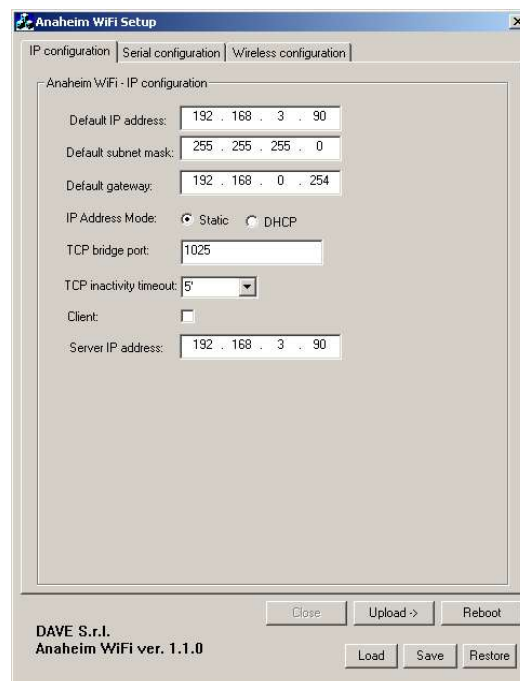 Anaheim WiFi Setup
IP configuration Serial configuration Wireless configuration
Anaheim WiFi - IP configuration
Default IP address: 192 . 168 . 3 . 90
Default subnet mask: 255 . 255 . 255 . 0
Default gateway: 192 . 168 . 0 . 254
IP Address Mode: Static DHCP
TCP bridge port: 1025
TCP inactivity timeout: 5'
Client:
Server IP address: 192 . 168 . 3 . 90
Close Upload -> Reboot
DAVE S.r.l.
Anaheim WiFi ver. 1.1.0
Load Save Restore